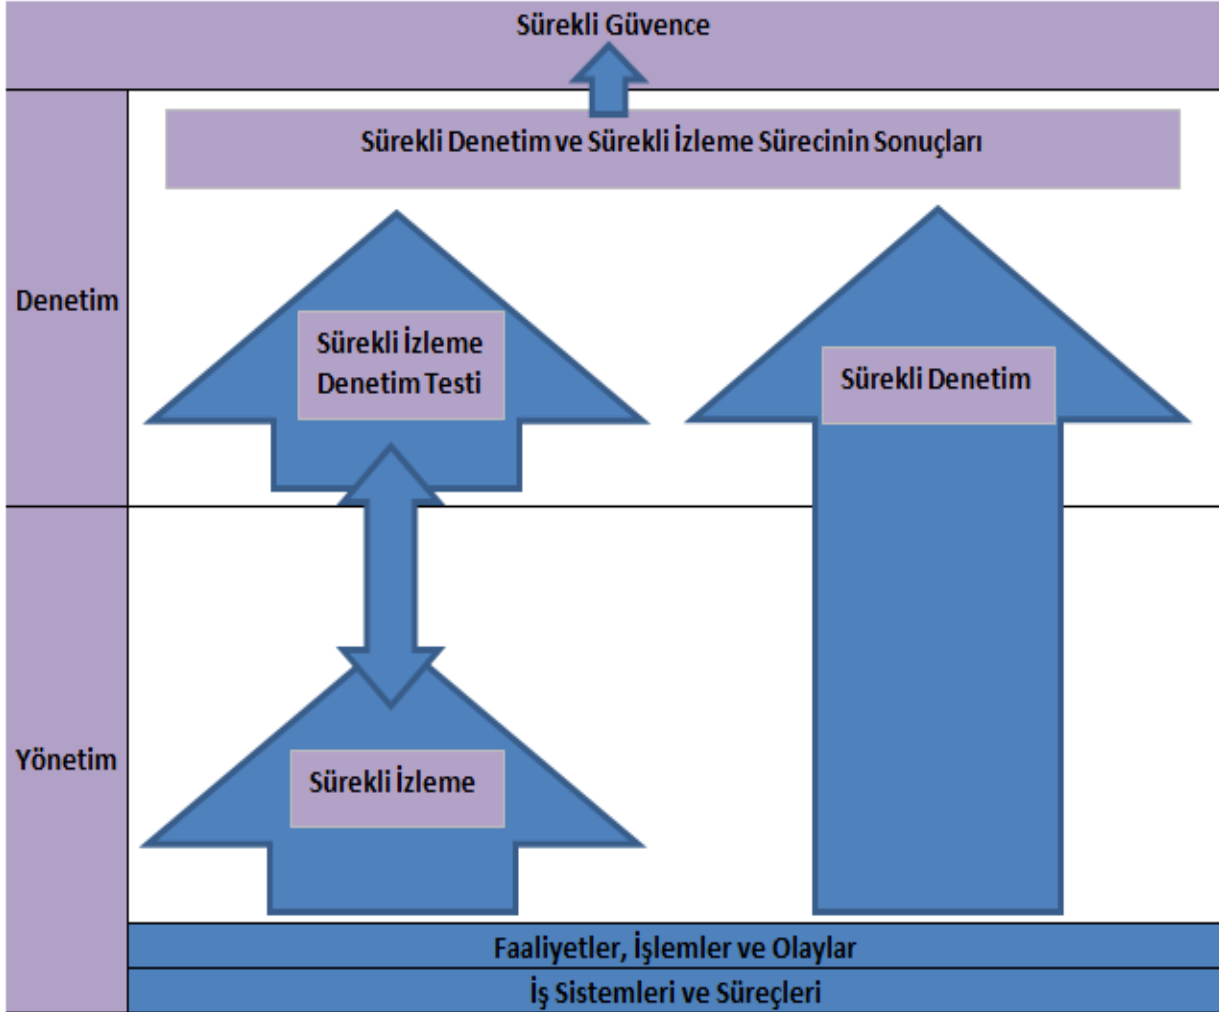 Sürekli Güvence
Sürekli Denetim ve Sürekli İzleme Sürecinin Sonuçları
Denetim
Sürekli İzleme
Denetim Testi
Sürekli Denetim
Yönetim
Sürekli İzleme
Faaliyetler, İşlemler ve Olaylar
İş Sistemleri ve Süreçleri